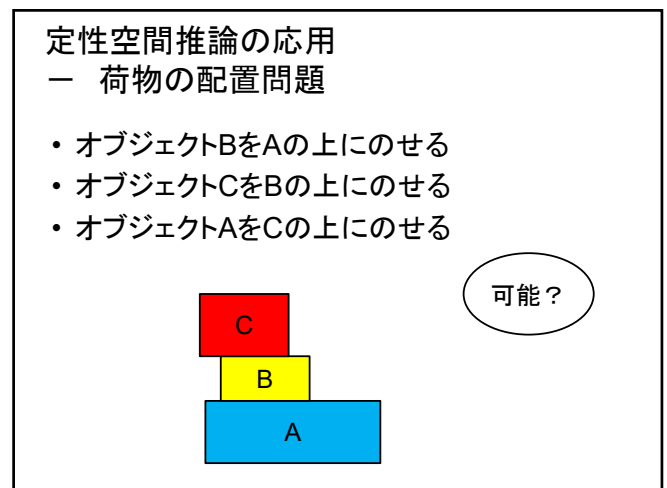 定性空間推論の応用
－ 荷物の配置問題
• オブジェクトBをAの上にのせる
• オブジェクトCをBの上にのせる
• オブジェクトAをCの上にのせる
可能？
C
B
A